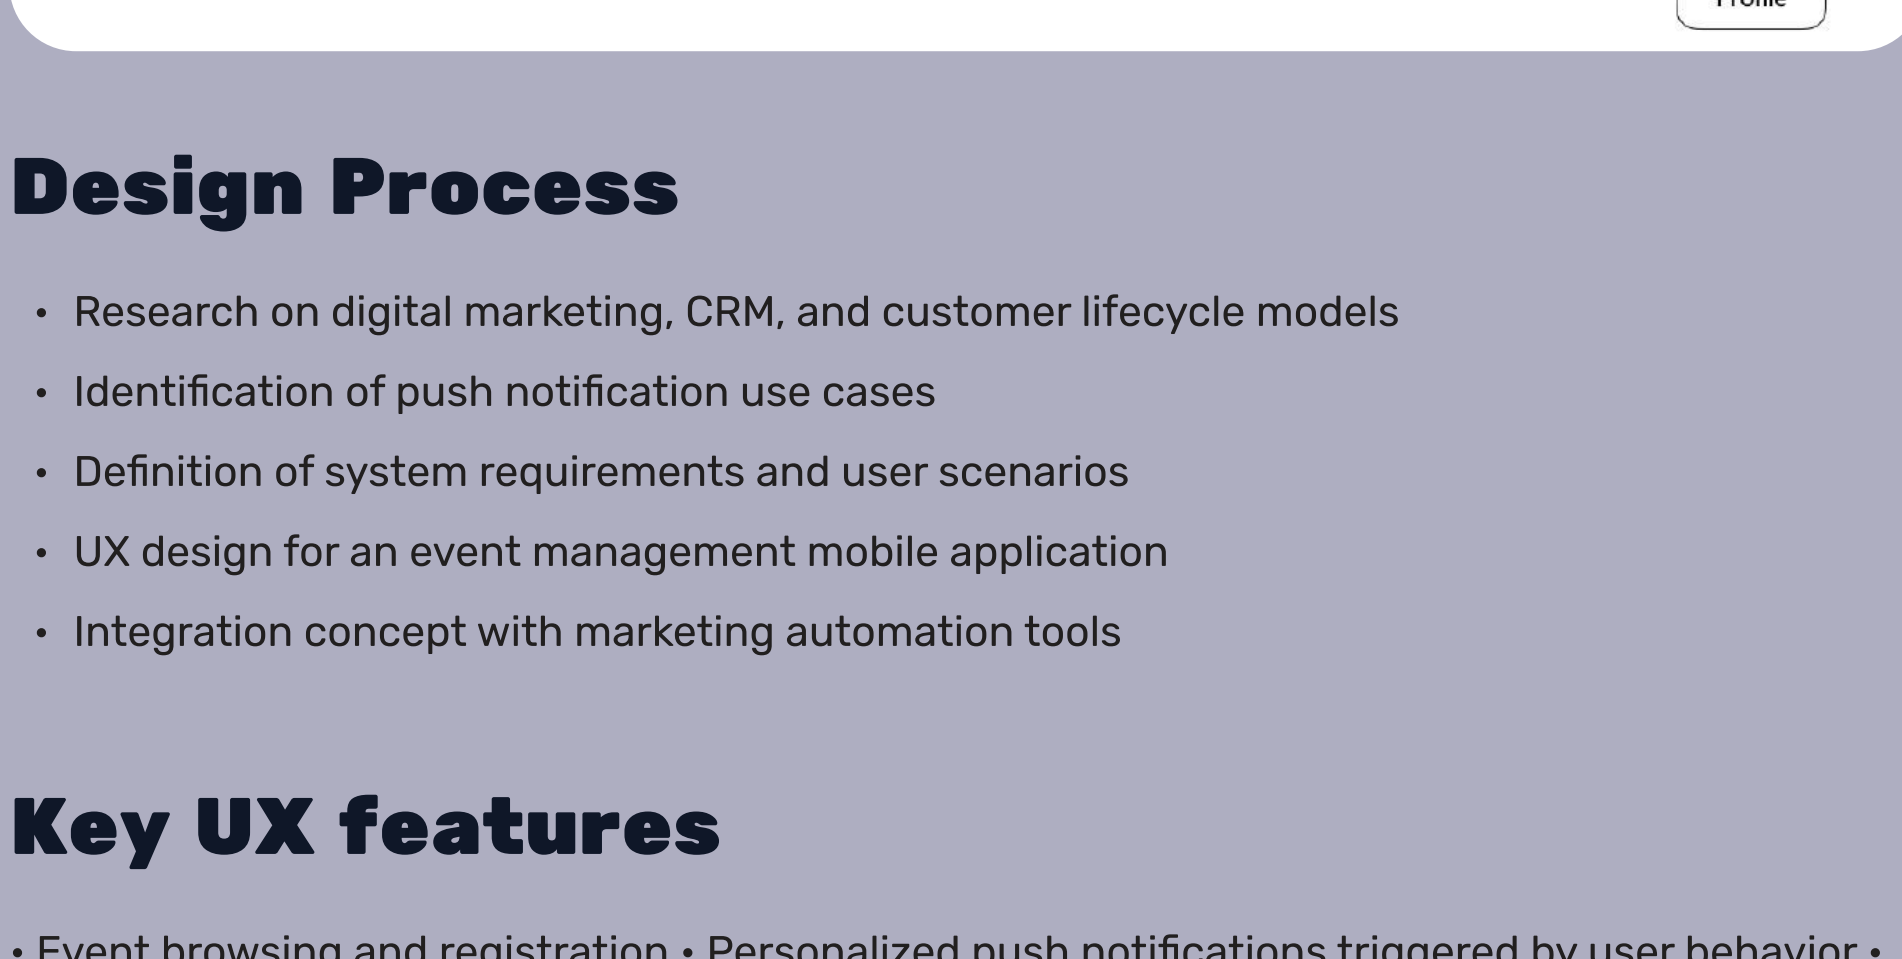 Profile
Design Process
• Research on digital marketing, CRM, and customer lifecycle models
• Identification of push notification use cases
• Definition of system requirements and user scenarios
• UX design for an event management mobile application
• Integration concept with marketing automation tools
Key UX features
• Event browsing and registration • Personalized push notifications triggered by user behavior •